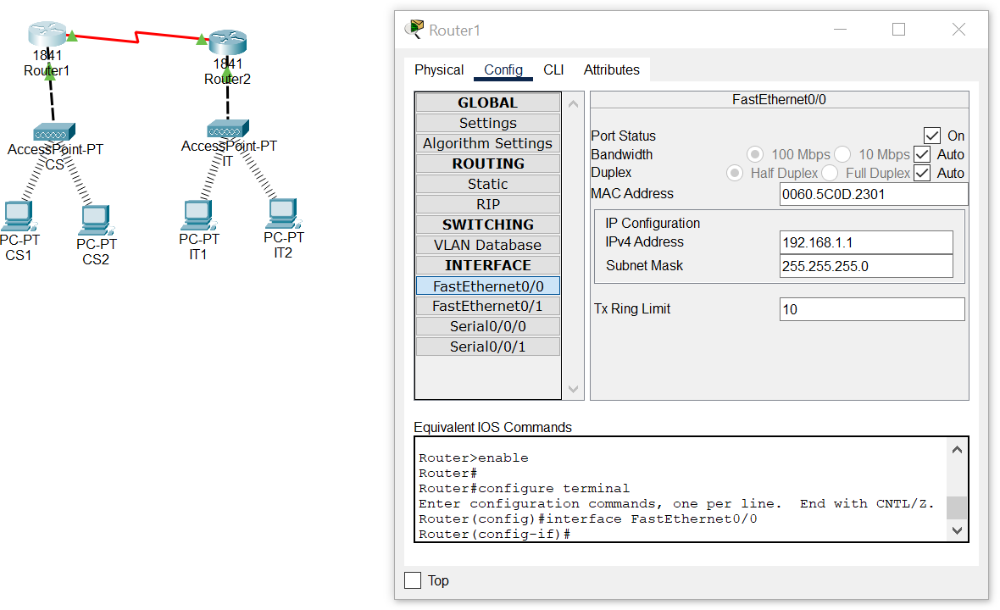 1841
Router1
1841
Router2
AccessPoint-PT
CS
AccessPoint-PT
IT
PC-PT
CS1
PC-PT
CS2
PC-PT
IT1
PC-PT
IT2
Router1
Physical Config CLI Attributes
GLOBAL
Settings
Algorithm Settings
ROUTING
Static
RIP
SWITCHING
VLAN Database
INTERFACE
FastEthernet0/0
FastEthernet0/1
Serial0/0/0
Serial0/0/1
FastEthernet0/0
Port Status On
Bandwidth 100 Mbps 10 Mbps Auto
Duplex Half Duplex Full Duplex Auto
MAC Address 0060.5C0D.2301
IP Configuration
IPv4 Address 192.168.1.1
Subnet Mask 255.255.255.0
Tx Ring Limit 10
Equivalent IOS Commands
Router>enable
Router#
Router#configure terminal
Enter configuration commands, one per line. End with CNTL/Z.
Router(config)#interface FastEthernet0/0
Router(config-if)#
Top